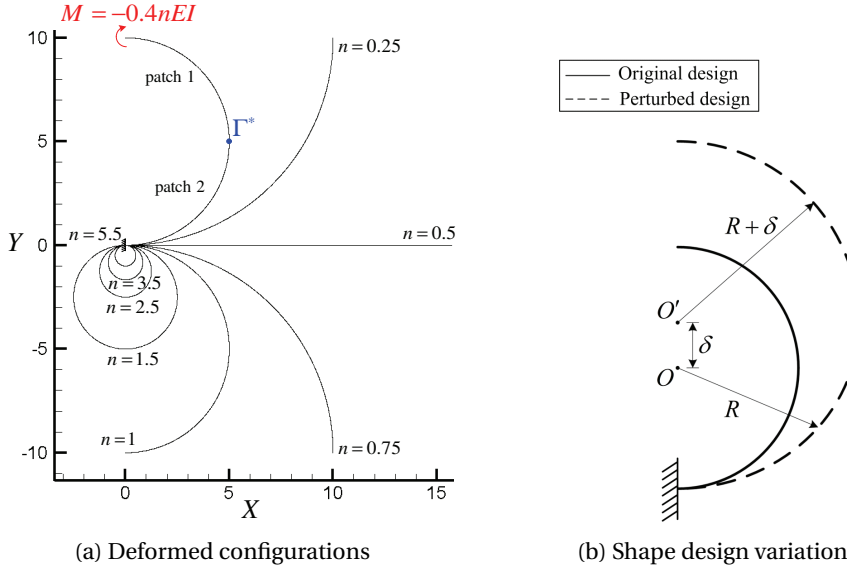 M = −0.4nEI
10
n = 0.25
patch 1
Γ*
5
patch 2
Y
0
n = 5.5
n = 0.5
n = 3.5
n = 2.5
n = 1.5
-5
n = 1
n = 0.75
-10
0
5
10
15
X
(a) Deformed configurations
Original design
Perturbed design
R + δ
O′
δ
O
R
(b) Shape design variation